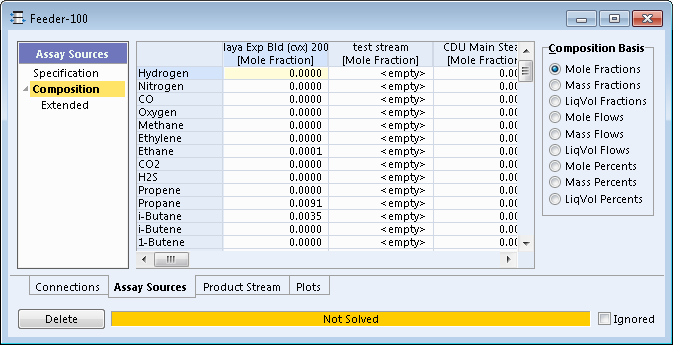 Feeder-100
Assay Sources
Specification
Composition
Extended
laya Exp Bld (cvx) 200 test stream CDU Main Stea
[Mole Fraction] [Mole Fraction] [Mole Fraction
Hydrogen 0.0000 <empty> 0.00
Nitrogen 0.0000 <empty> 0.00
CO 0.0000 <empty> 0.00
Oxygen 0.0000 <empty> 0.00
Methane 0.0000 <empty> 0.00
Ethylene 0.0000 <empty> 0.00
Ethane 0.0001 <empty> 0.00
CO2 0.0000 <empty> 0.00
H2S 0.0000 <empty> 0.00
Propene 0.0000 <empty> 0.00
Propane 0.0091 <empty> 0.00
i-Butane 0.0035 <empty> 0.00
i-Butene 0.0000 <empty> 0.00
1-Butene 0.0000 <empty> 0.00
Composition Basis
Mole Fractions
Mass Fractions
LiqVol Fractions
Mole Flows
Mass Flows
LiqVol Flows
Mole Percents
Mass Percents
LiqVol Percents
Connections Assay Sources Product Stream Plots
Delete Not Solved Ignored